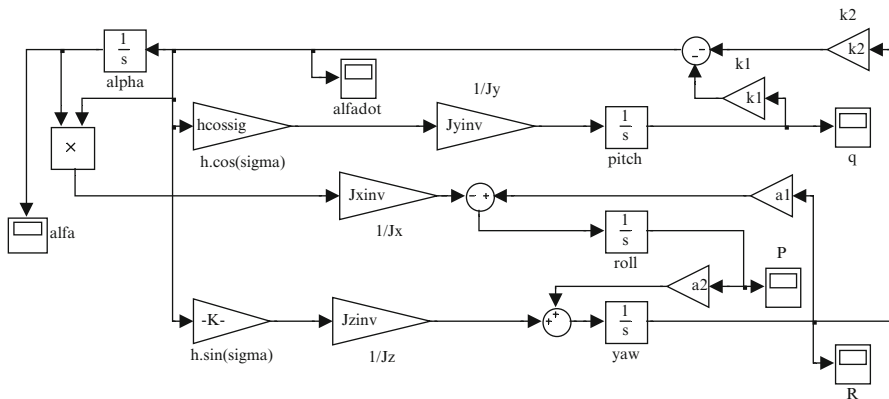 k2
1
s
alpha
k2
k1
alfadot
1/Jy
k1
hcossig
h.cos(sigma)
Jyinv
1
s
pitch
q
×
Jxinv
1/Jx
a1
alfa
1
s
roll
P
a2
-K-
h.sin(sigma)
Jzinv
1/Jz
1
s
yaw
R